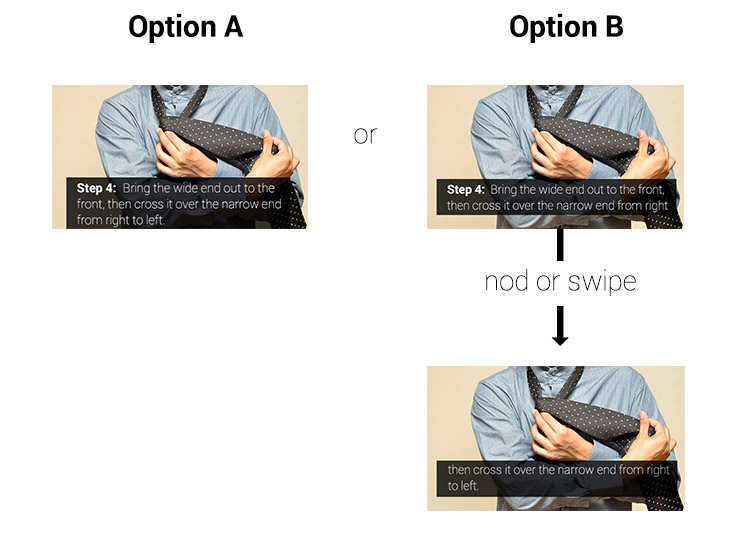 Option A
Option B
or
Step 4: Bring the wide end out to the
front, then cross it over the narrow end
from right to left.
Step 4: Bring the wide end out to the front,
then cross it over the narrow end from right
nod or swipe
then cross it over the narrow end from right
to left.